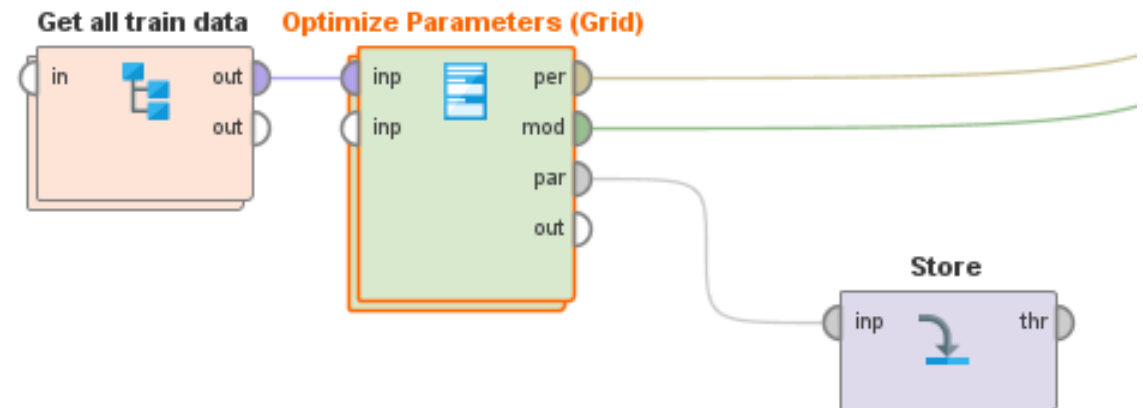 Get all train data
Optimize Parameters (Grid)
in
out
out
inp
inp
per
mod
par
out
Store
inp
thr